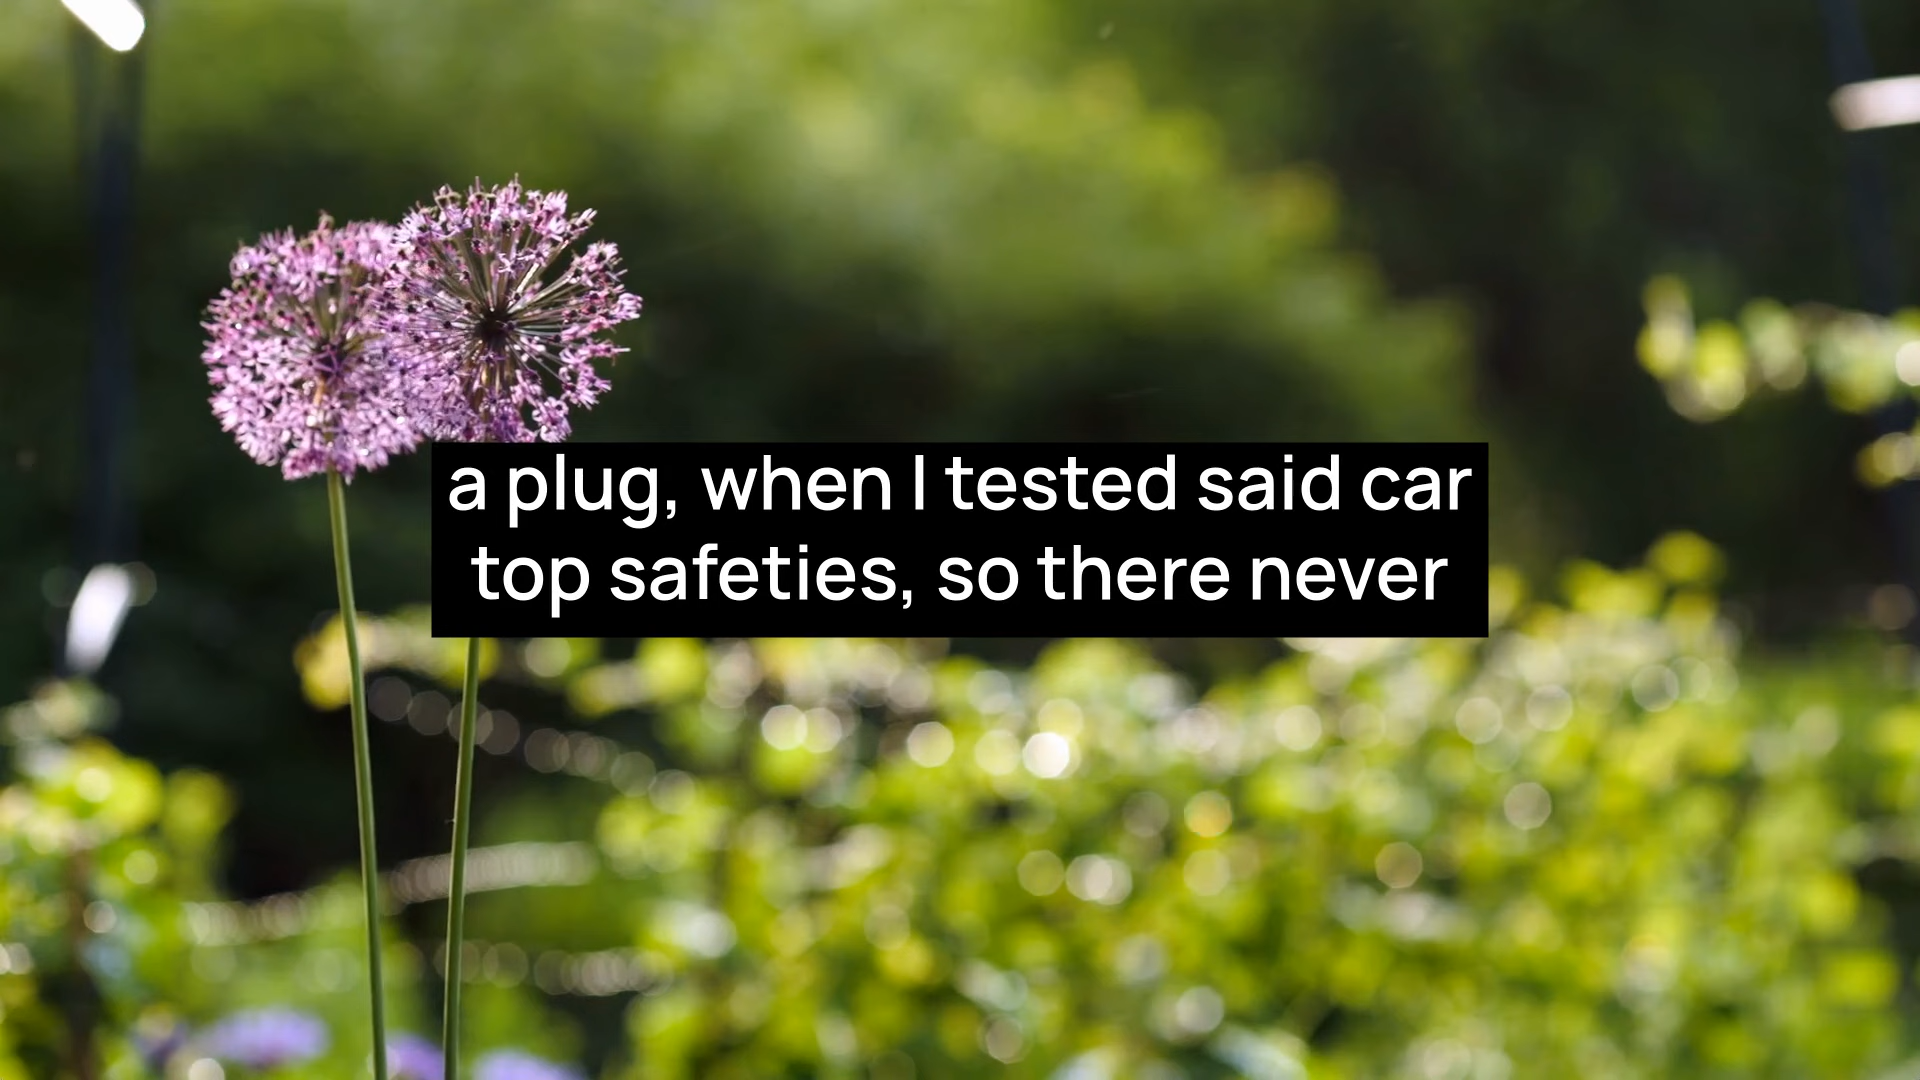 a plug, when I tested said car
top safeties, so there never